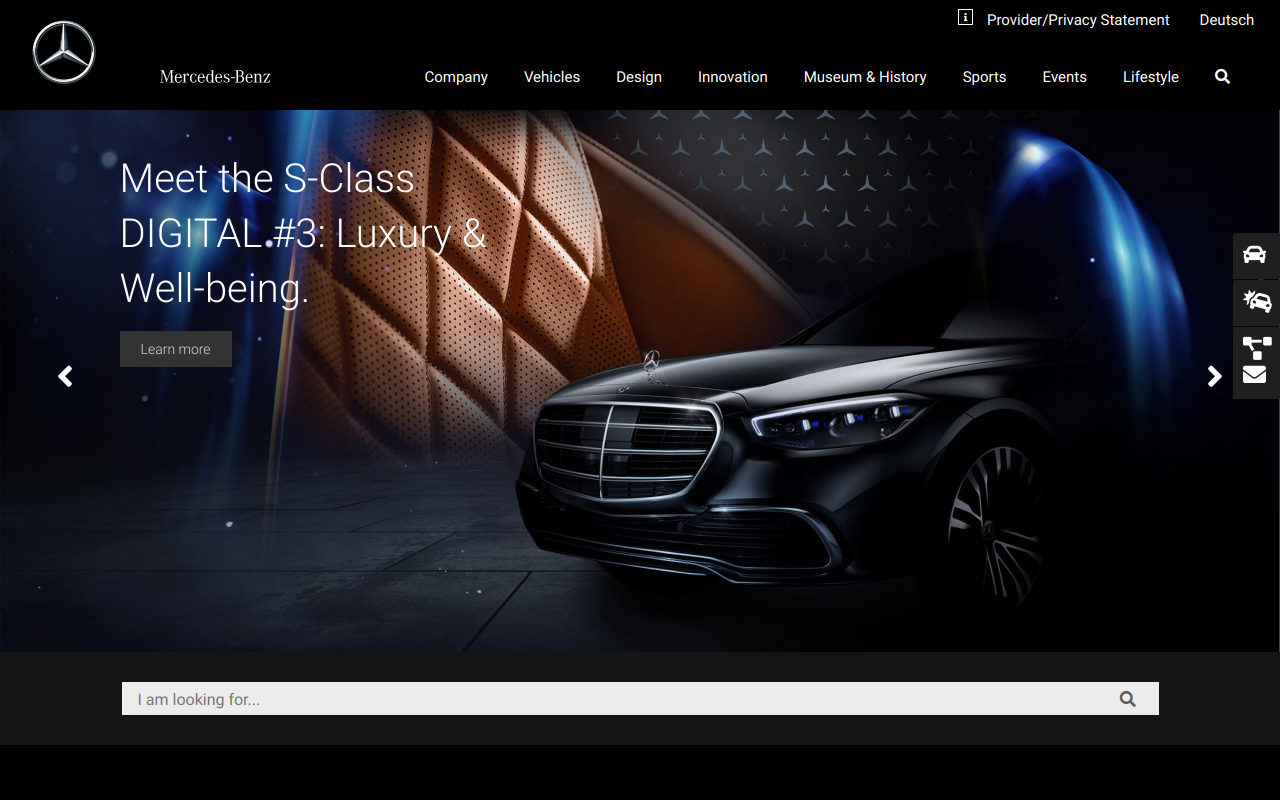 Provider/Privacy Statement Deutsch
Mercedes-Benz
Company Vehicles Design Innovation Museum & History Sports Events Lifestyle
Meet the S-Class
DIGITAL #3: Luxury &
Well-being.
Learn more
I am looking for...